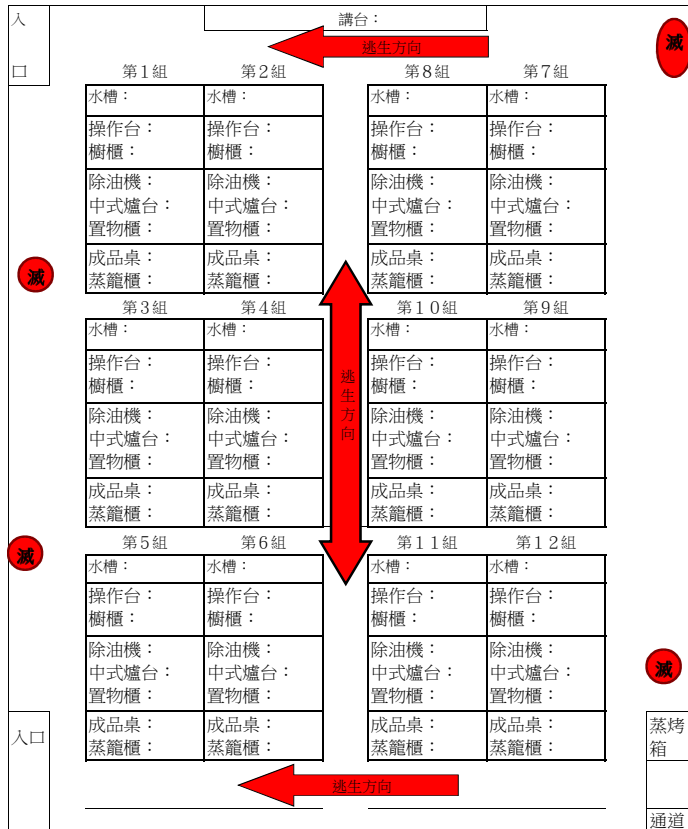 入
口
講台：
逃生方向
滅
第1組 第2組 第8組 第7組
水槽： 水槽： 水槽： 水槽：
操作台： 操作台： 操作台： 操作台：
櫥櫃： 櫥櫃： 櫥櫃： 櫥櫃：
除油機： 除油機： 除油機： 除油機：
中式爐台： 中式爐台： 中式爐台： 中式爐台：
置物櫃： 置物櫃： 置物櫃： 置物櫃：
成品桌： 成品桌： 成品桌： 成品桌：
蒸籠櫃： 蒸籠櫃： 蒸籠櫃： 蒸籠櫃：
滅
第3組 第4組 第10組 第9組
水槽： 水槽： 水槽： 水槽：
操作台： 操作台： 操作台： 操作台：
櫥櫃： 櫥櫃： 櫥櫃： 櫥櫃：
除油機： 除油機： 除油機： 除油機：
中式爐台： 中式爐台： 中式爐台： 中式爐台：
置物櫃： 置物櫃： 置物櫃： 置物櫃：
成品桌： 成品桌： 成品桌： 成品桌：
蒸籠櫃： 蒸籠櫃： 蒸籠櫃： 蒸籠櫃：
逃生方向
滅
第5組 第6組 第11組 第12組
水槽： 水槽： 水槽： 水槽：
操作台： 操作台： 操作台： 操作台：
櫥櫃： 櫥櫃： 櫥櫃： 櫥櫃：
除油機： 除油機： 除油機： 除油機：
中式爐台： 中式爐台： 中式爐台： 中式爐台：
置物櫃： 置物櫃： 置物櫃： 置物櫃：
成品桌： 成品桌： 成品桌： 成品桌：
蒸籠櫃： 蒸籠櫃： 蒸籠櫃： 蒸籠櫃：
滅
入口
蒸烤
箱
逃生方向
通道